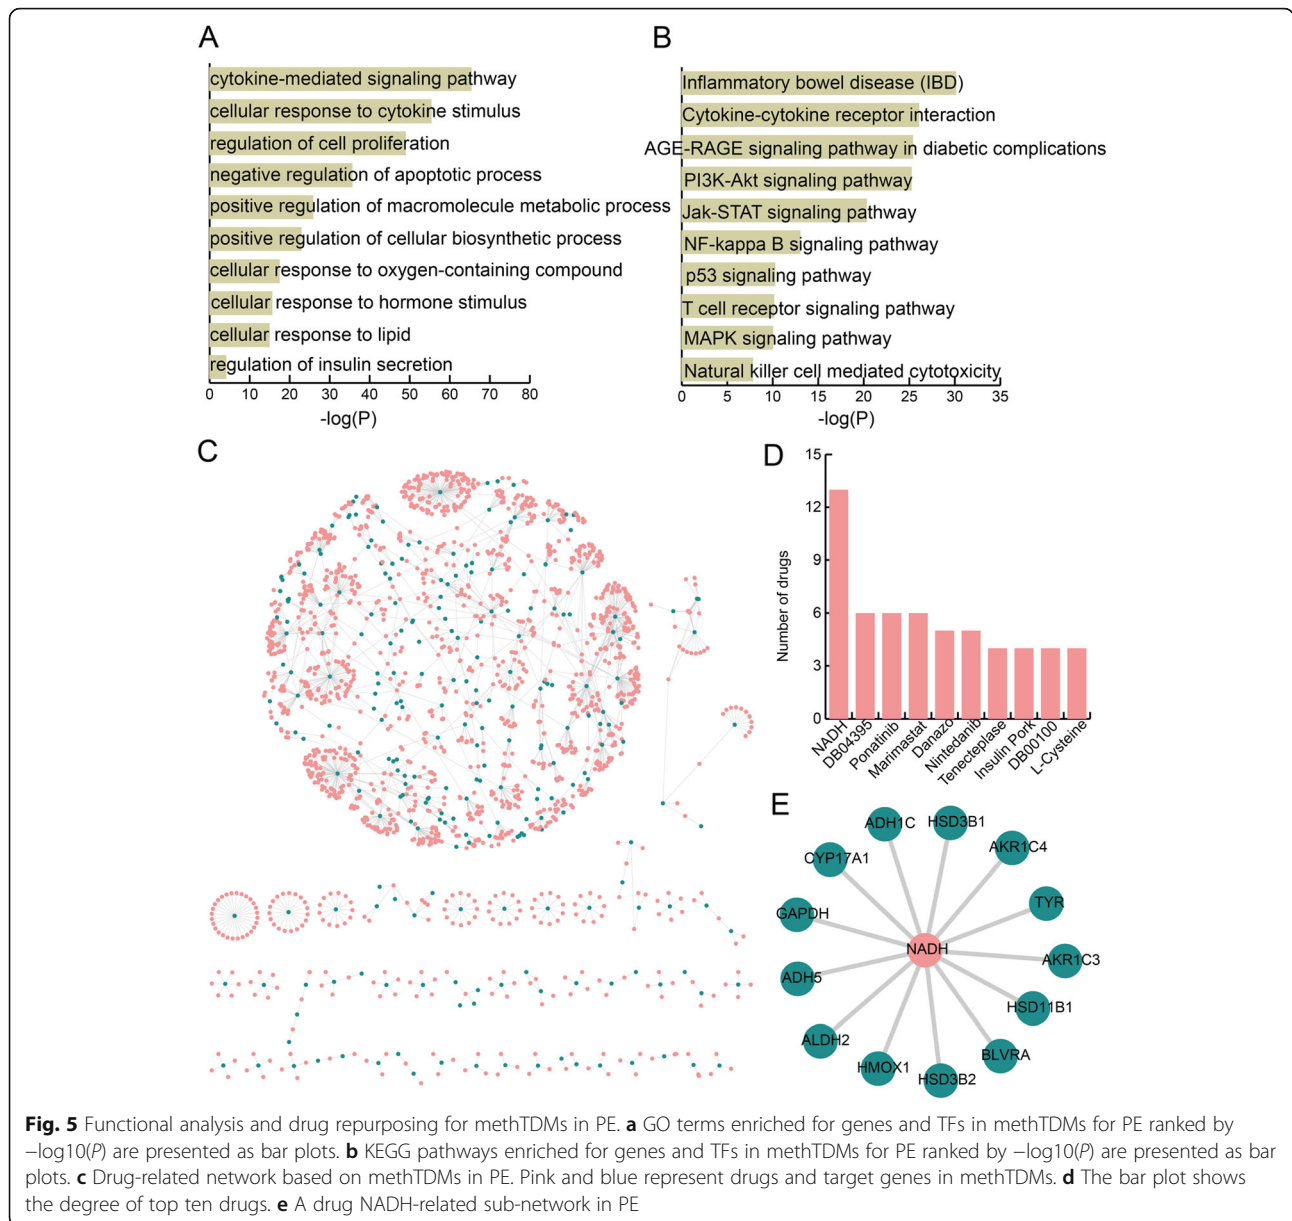 A
cytokine-mediated signaling pathway
cellular response to cytokine stimulus
regulation of cell proliferation
negative regulation of apoptotic process
positive regulation of macromolecule metabolic process
positive regulation of cellular biosynthetic process
cellular response to oxygen-containing compound
cellular response to hormone stimulus
cellular response to lipid
regulation of insulin secretion
0 10 20 30 40 50 60 70 80
-log(P)
B
Inflammatory bowel disease (IBD)
Cytokine-cytokine receptor interaction
AGE-RAGE signaling pathway in diabetic complications
PI3K-Akt signaling pathway
Jak-STAT signaling pathway
NF-kappa B signaling pathway
p53 signaling pathway
T cell receptor signaling pathway
MAPK signaling pathway
Natural killer cell mediated cytotoxicity
0 5 10 15 20 25 30 35
-log(P)
C
D
Number of drugs
15
12
9
6
3
0
NADH
DB04395
Ponatinib
Marimastat
Danazo
Nintedanib
Tenecteplase
Insulin Pork
DB00100
L-Cysteine
E
ADH1C
HSD3B1
AKR1C4
CYP17A1
TYR
GAPDH
NADH
AKR1C3
ADH5
HSD11B1
ALDH2
BLVRA
HMOX1
HSD3B2
Fig. 5 Functional analysis and drug repurposing for methTDMs in PE. a GO terms enriched for genes and TFs in methTDMs for PE ranked by
−log10(P) are presented as bar plots. b KEGG pathways enriched for genes and TFs in methTDMs for PE ranked by −log10(P) are presented as bar
plots. c Drug-related network based on methTDMs in PE. Pink and blue represent drugs and target genes in methTDMs. d The bar plot shows
the degree of top ten drugs. e A drug NADH-related sub-network in PE